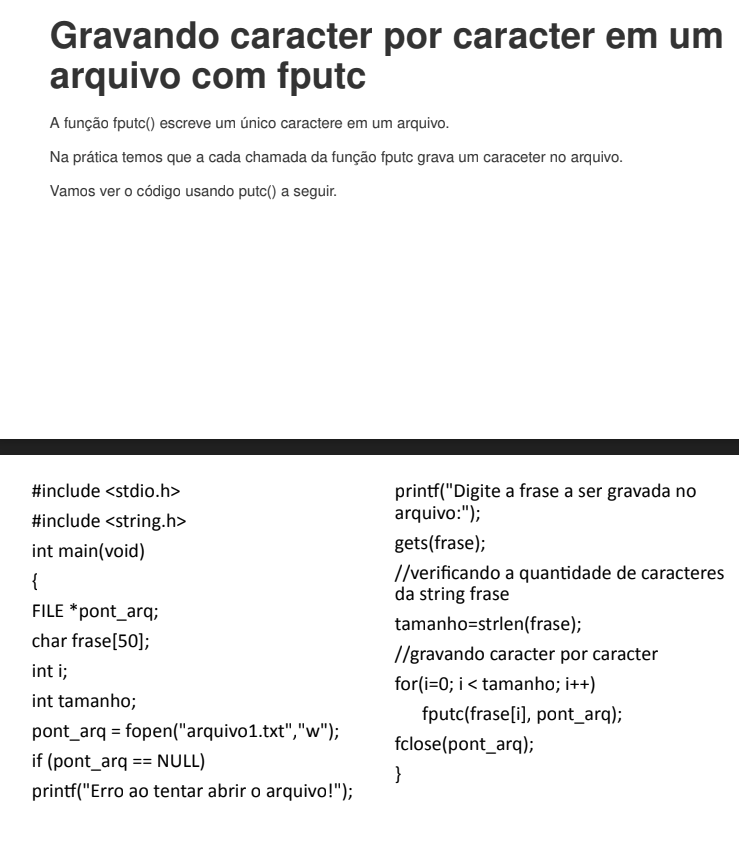 Gravando caracter por caracter em um
arquivo com fputc
A função fputc() escreve um único caractere em um arquivo.
Na prática temos que a cada chamada da função fputc grava um caraceter no arquivo.
Vamos ver o código usando putc() a seguir.
#include <stdio.h>
#include <string.h>
int main(void)
{
FILE *pont_arq;
char frase[50];
int i;
int tamanho;
pont_arq = fopen("arquivo1.txt","w");
if (pont_arq == NULL)
printf("Erro ao tentar abrir o arquivo!");
printf("Digite a frase a ser gravada no
arquivo:");
gets(frase);
//verificando a quantidade de caracteres
da string frase
tamanho=strlen(frase);
//gravando caracter por caracter
for(i=0; i < tamanho; i++)
fputc(frase[i], pont_arq);
fclose(pont_arq);
}